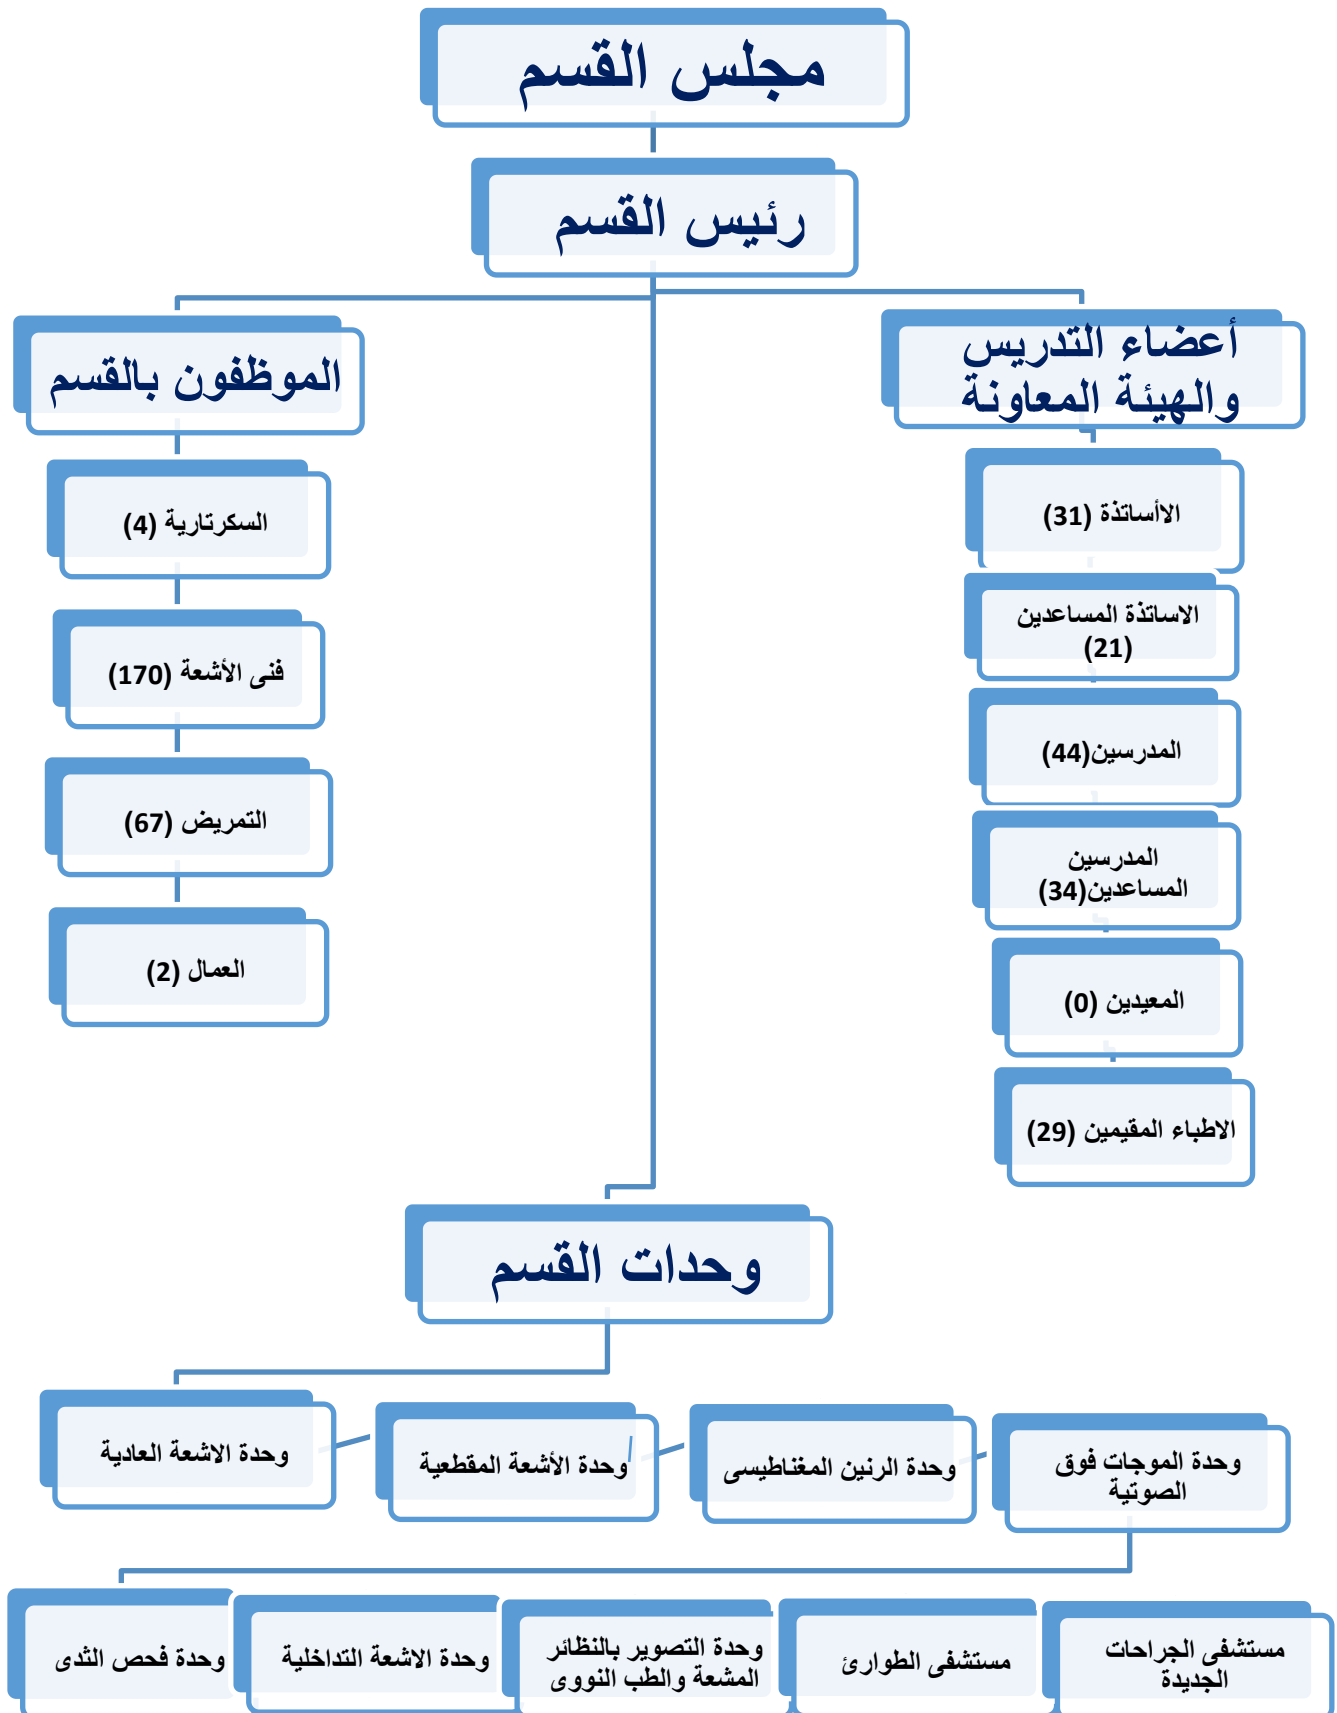 مجلس القسم
رئيس القسم
أعضاء التدريس
والهيئة المعاونة
الاأساتذة (31)
الاساتذة المساعدين
(21)
المدرسين(44)
المدرسين
المساعدين(34)
المعيدين (0)
الاطباء المقيمين (29)
الموظفون بالقسم
السكرتارية (4)
فنى الأشعة (170)
التمريض (67)
العمال (2)
وحدات القسم
وحدة الموجات فوق
الصوتية
وحدة الرنين المغناطيسى
وحدة الأشعة المقطعية
وحدة الاشعة العادية
مستشفى الجراحات
الجديدة
مستشفى الطوارئ
وحدة التصوير بالنظائر
المشعة والطب النووى
وحدة الاشعة التداخلية
وحدة فحص الثدى